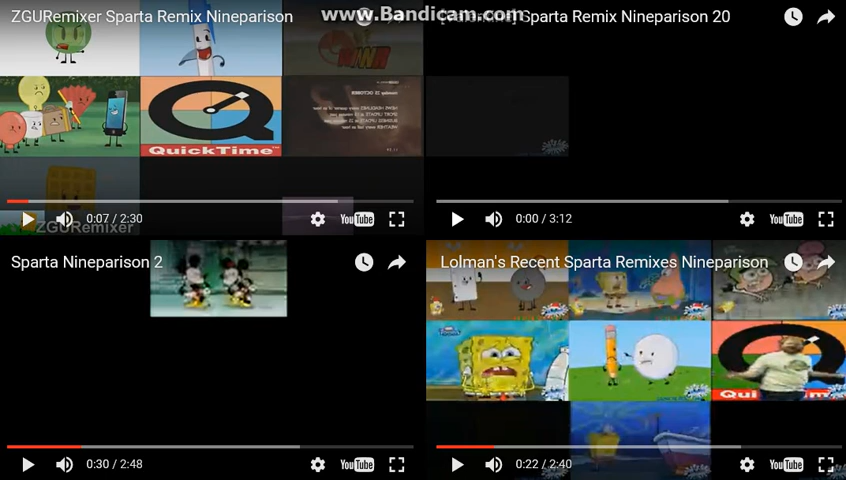 ZGURemixer Sparta Remix Nineparison
www.Bandicam.com
Sparta Remix Nineparison 20
QuickTime™
ZGURemixer
0:07 / 2:30
YouTube
0:00 / 3:12
YouTube
Sparta Nineparison 2
Lolman's Recent Sparta Remixes Nineparison
Qui
0:30 / 2:48
YouTube
0:22 / 2:40
YouTube